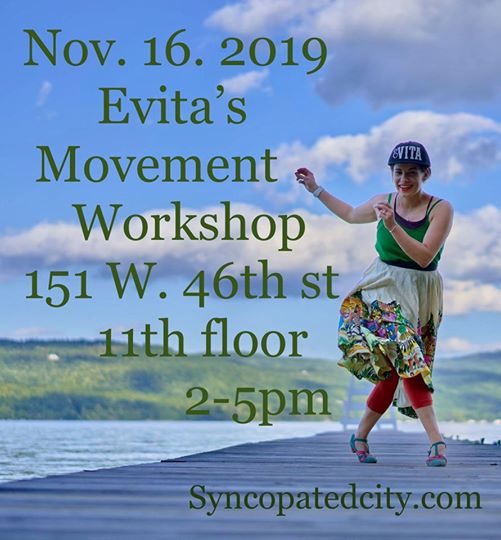 Nov. 16. 2019
Evita's
Movement
Workshop
151 W. 46th st
11th floor
2-5pm
EVITA
Syncopatedcity.com